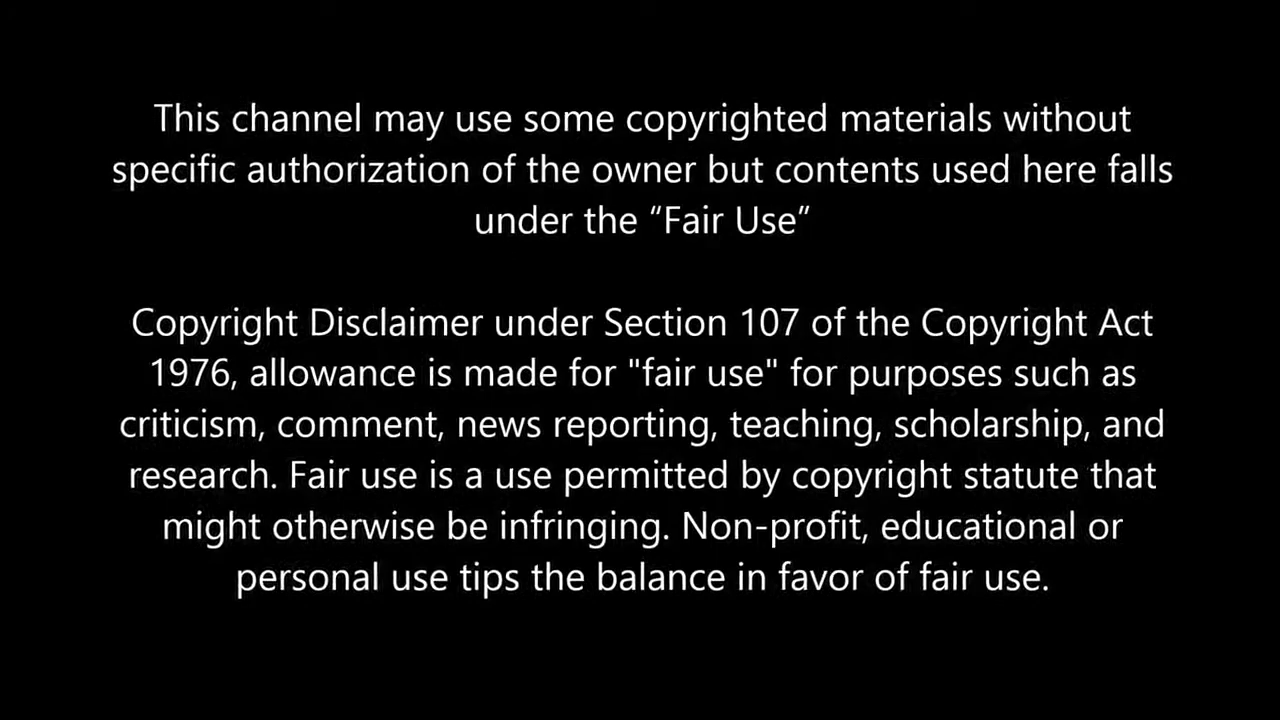 This channel may use some copyrighted materials without
specific authorization of the owner but contents used here falls
under the “Fair Use”
Copyright Disclaimer under Section 107 of the Copyright Act
1976, allowance is made for "fair use" for purposes such as
criticism, comment, news reporting, teaching, scholarship, and
research. Fair use is a use permitted by copyright statute that
might otherwise be infringing. Non-profit, educational or
personal use tips the balance in favor of fair use.